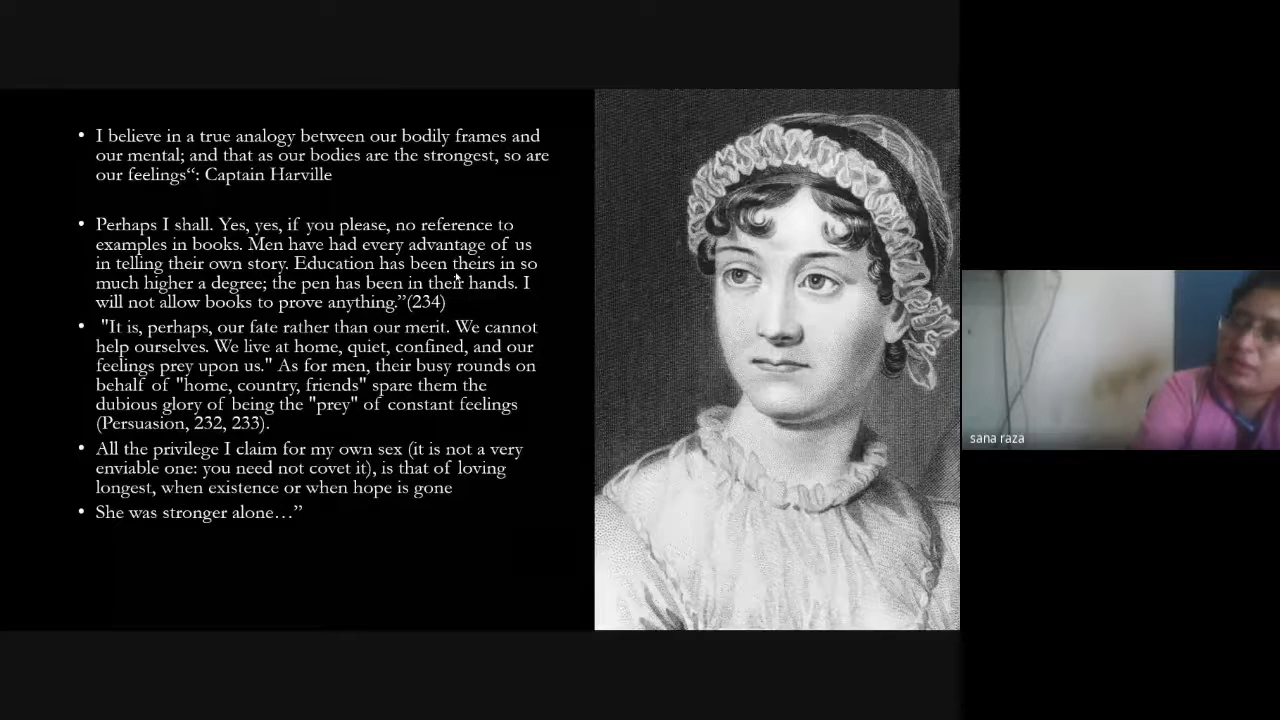 • I believe in a true analogy between our bodily frames and
our mental; and that as our bodies are the strongest, so are
our feelings“: Captain Harville
• Perhaps I shall. Yes, yes, if you please, no reference to
examples in books. Men have had every advantage of us
in telling their own story. Education has been theirs in so
much higher a degree; the pen has been in their hands. I
will not allow books to prove anything.”(234)
• "It is, perhaps, our fate rather than our merit. We cannot
help ourselves. We live at home, quiet, confined, and our
feelings prey upon us." As for men, their busy rounds on
behalf of "home, country, friends" spare them the
dubious glory of being the "prey" of constant feelings
(Persuasion, 232, 233).
• All the privilege I claim for my own sex (it is not a very
enviable one: you need not covet it), is that of loving
longest, when existence or when hope is gone
• She was stronger alone…”
sana raza